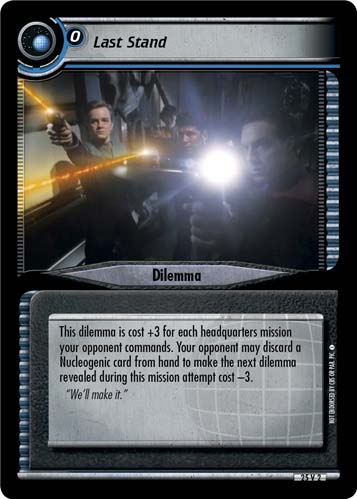 0
Last Stand
Dilemma
This dilemma is cost +3 for each headquarters mission
your opponent commands. Your opponent may discard a
Nucleogenic card from hand to make the next dilemma
revealed during this mission attempt cost -3.
"We'll make it."
NOT ENDORSED BY CBS OR PAR. PIC.
25 V 2